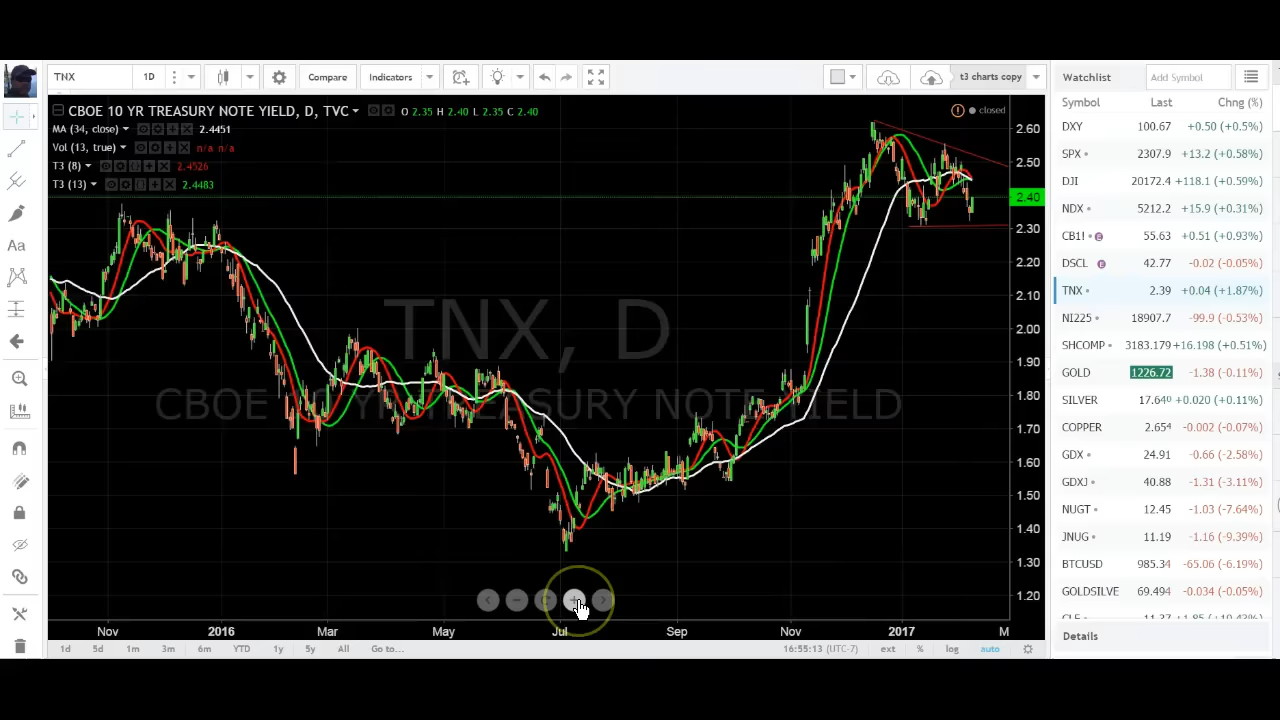 TNX 1D Compare Indicators t3 charts copy
CBOE 10 YR TREASURY NOTE YIELD, D, TVC O 2.35 H 2.40 L 2.35 C 2.40 closed
MA (34, close) 2.4451
Vol (13, true) n/a n/a
T3 (8) 2.4526
T3 (13) 2.4483
Aa
TNX, D
CBOE 10 YR TREASURY NOTE YIELD
2.60
2.50
2.40
2.30
2.20
2.10
2.00
1.90
1.80
1.70
1.60
1.50
1.40
1.30
1.20
Nov 2016 Mar May Jul Sep Nov 2017 M
1d 5d 1m 3m 6m YTD 1y 5y All Go to... 16:55:13 (UTC-7) ext % log auto
Watchlist Add Symbol
Symbol Last Chng (%)
DXY 100.67 +0.50 (+0.5%)
SPX 2307.9 +13.2 (+0.58%)
DJI 20172.4 +118.1 (+0.59%)
NDX 5212.2 +15.9 (+0.31%)
CB1! E 55.63 +0.51 (+0.93%)
DSCL E 42.77 -0.02 (-0.05%)
TNX 2.39 +0.04 (+1.87%)
NI225 18907.7 -99.9 (-0.53%)
SHCOMP 3183.179 +16.198 (+0.51%)
GOLD 1226.72 -1.38 (-0.11%)
SILVER 17.640 +0.020 (+0.11%)
COPPER 2.654 -0.002 (-0.07%)
GDX 24.91 -0.66 (-2.58%)
GDXJ 40.88 -1.31 (-3.11%)
NUGT 12.45 -1.03 (-7.64%)
JNUG 11.19 -1.16 (-9.39%)
BTCUSD 985.34 -65.06 (-6.19%)
GOLDSILVE 69.494 -0.034 (-0.05%)
Details